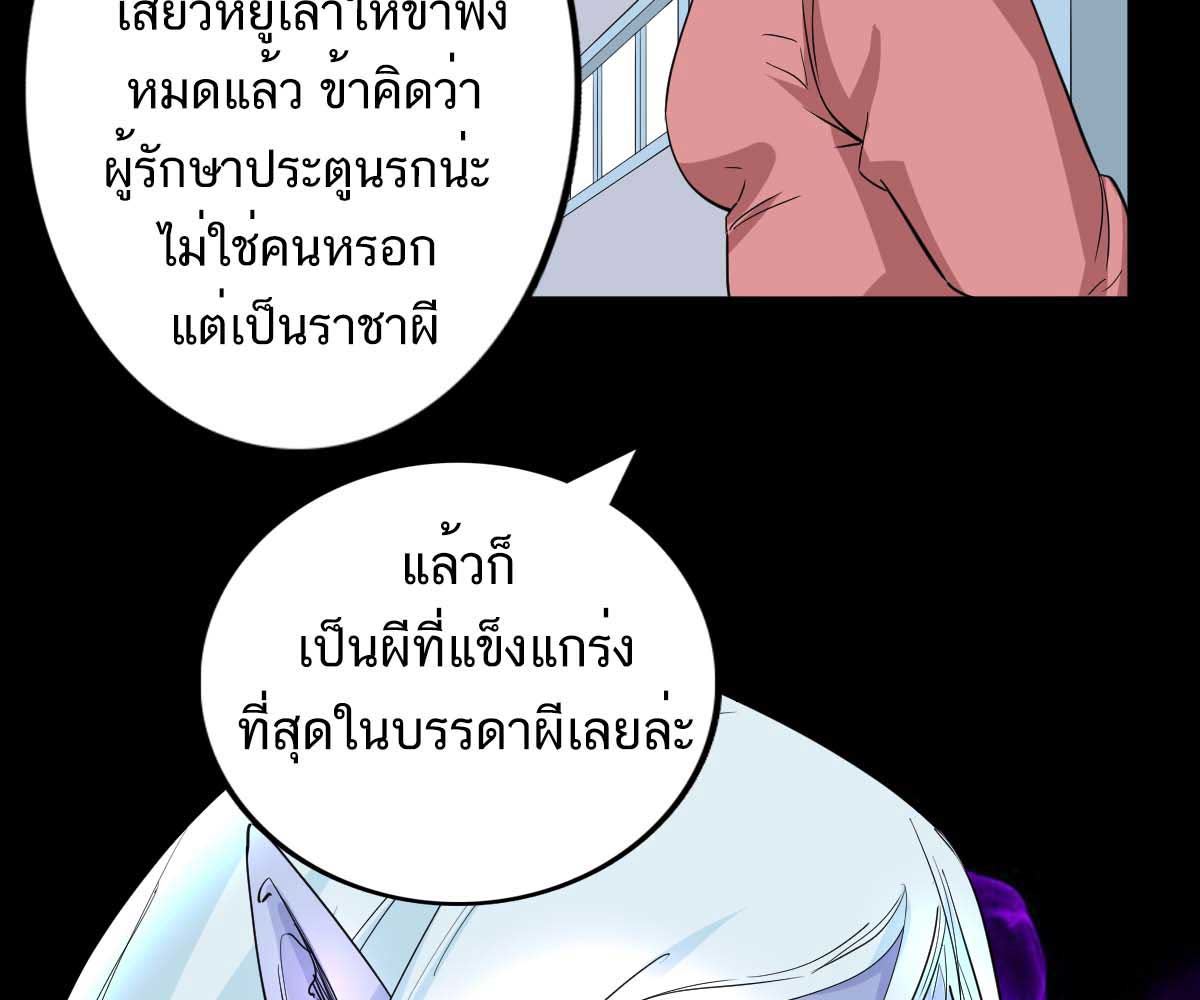 เสี่ยวหยูเล่าให้ข้าฟัง
หมดแล้ว ข้าคิดว่า
ผู้รักษาประตูนรกน่ะ
ไม่ใช่คนหรอก
แต่เป็นราชาผี
แล้วก็
เป็นผีที่แข็งแกร่ง
ที่สุดในบรรดาผีเลยล่ะ